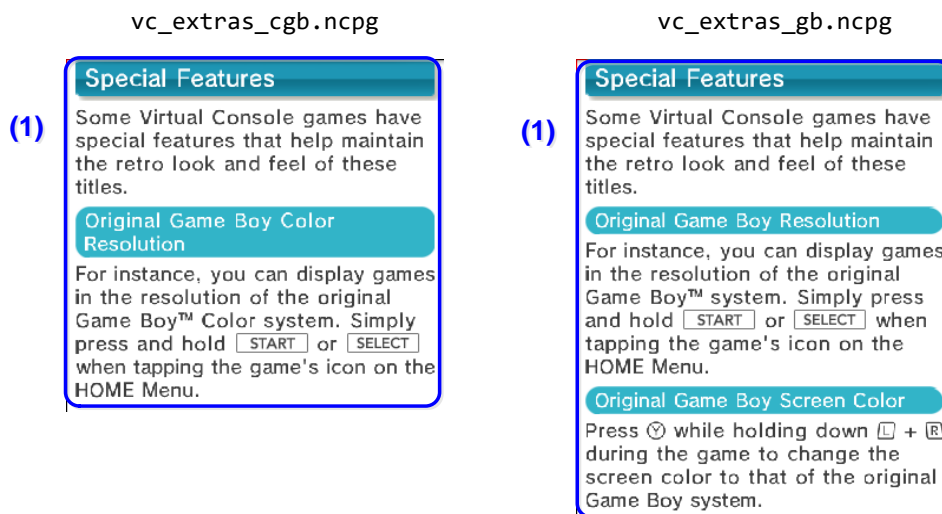 vc_extras_cgb.ncpg
(1)
Special Features
Some Virtual Console games have
special features that help maintain
the retro look and feel of these
titles.
Original Game Boy Color
Resolution
For instance, you can display games
in the resolution of the original
Game Boy™ Color system. Simply
press and hold START or SELECT
when tapping the game's icon on the
HOME Menu.
vc_extras_gb.ncpg
(1)
Special Features
Some Virtual Console games have
special features that help maintain
the retro look and feel of these
titles.
Original Game Boy Resolution
For instance, you can display games
in the resolution of the original
Game Boy™ system. Simply press
and hold START or SELECT when
tapping the game's icon on the
HOME Menu.
Original Game Boy Screen Color
Press Ⓨ while holding down L + R
during the game to change the
screen color to that of the original
Game Boy system.